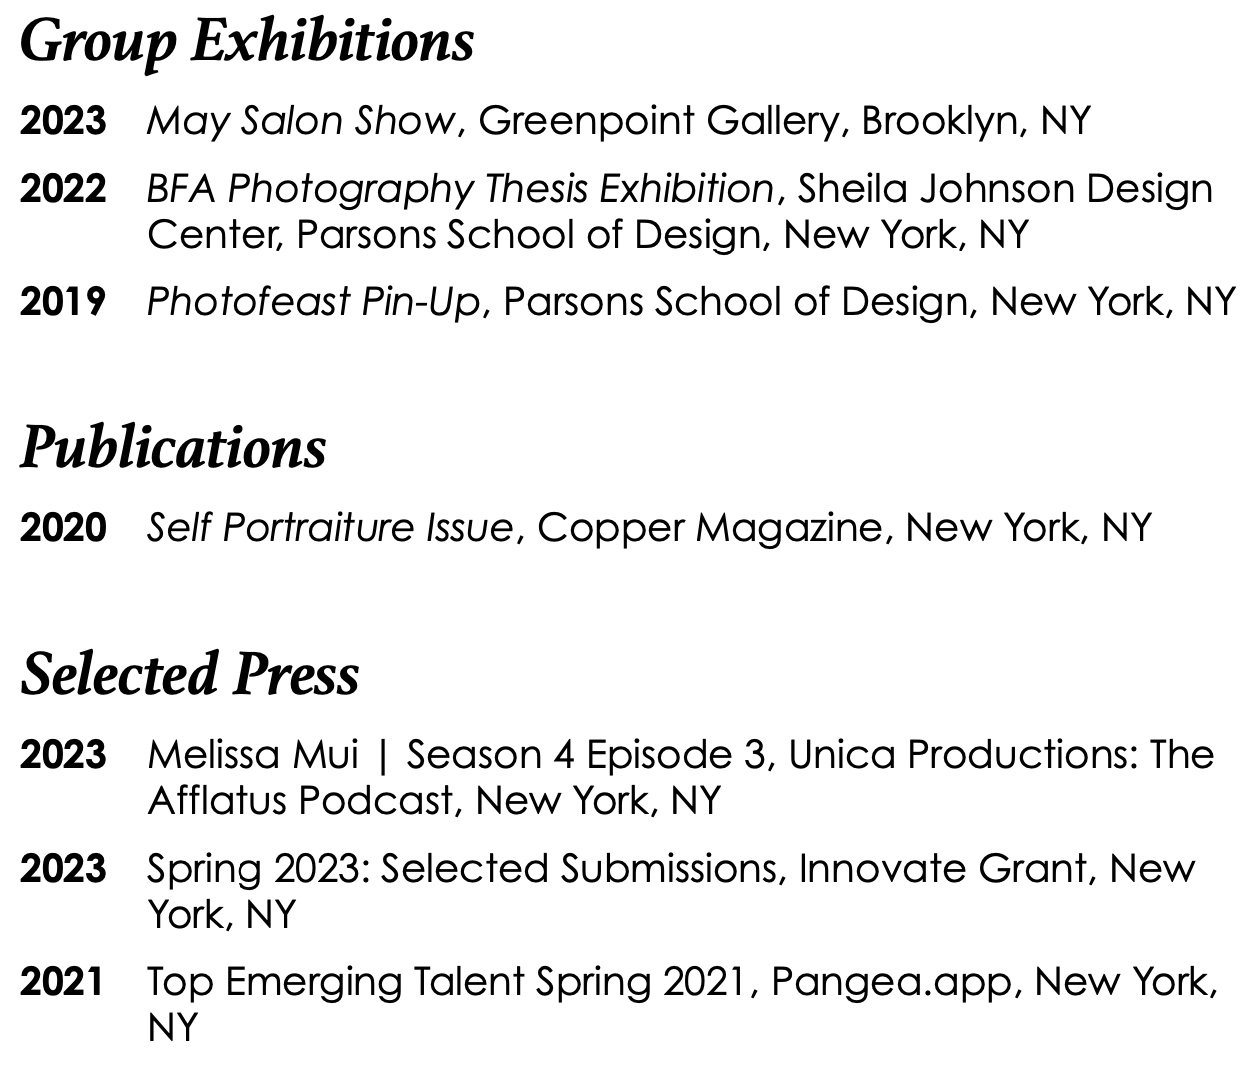 Group Exhibitions
2023 May Salon Show, Greenpoint Gallery, Brooklyn, NY
2022 BFA Photography Thesis Exhibition, Sheila Johnson Design
Center, Parsons School of Design, New York, NY
2019 Photofeast Pin-Up, Parsons School of Design, New York, NY
Publications
2020 Self Portraiture Issue, Copper Magazine, New York, NY
Selected Press
2023 Melissa Mui | Season 4 Episode 3, Unica Productions: The
Afflatus Podcast, New York, NY
2023 Spring 2023: Selected Submissions, Innovate Grant, New
York, NY
2021 Top Emerging Talent Spring 2021, Pangea.app, New York,
NY